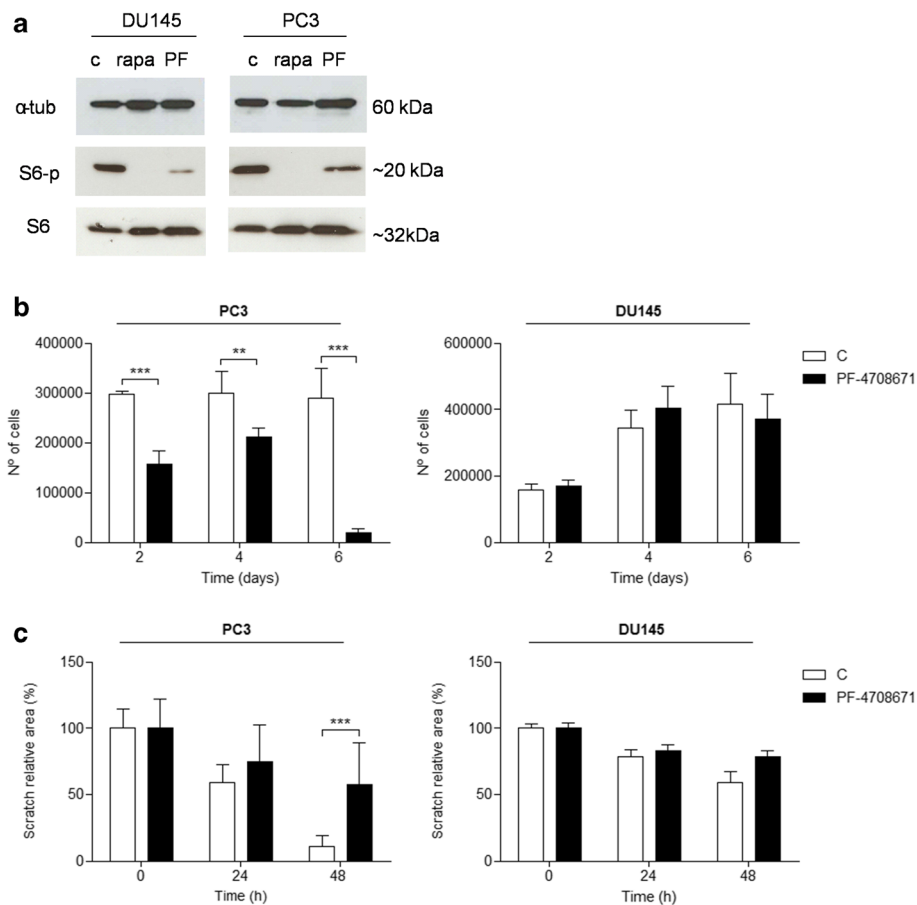 a
DU145 PC3
c rapa PF c rapa PF
α-tub 60 kDa
S6-p ~20 kDa
S6 ~32kDa
b
PC3 DU145
400000
300000
200000
100000
0
Nº of cells
*** ** ***
2 4 6
Time (days)
600000
400000
200000
0
Nº of cells
2 4 6
Time (days)
C
PF-4708671
c
PC3 DU145
150
100
50
0
Scratch relative area (%)
***
0 24 48
Time (h)
150
100
50
0
Scratch relative area (%)
0 24 48
Time (h)
C
PF-4708671